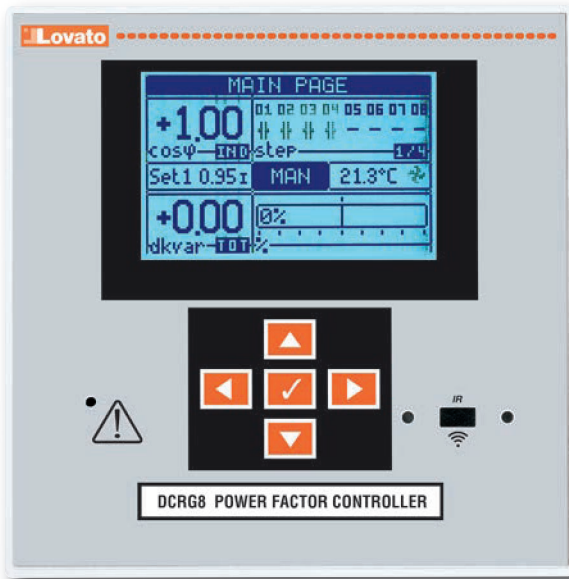 Lovato
MAIN PAGE
+1.00
01 02 03 04 05 06 07 08
cosφ IND step 1/4
Set1 0.95I MAN 21.3°C
+0.00
0%
dkvar TOT %
IR
DCRG8 POWER FACTOR CONTROLLER